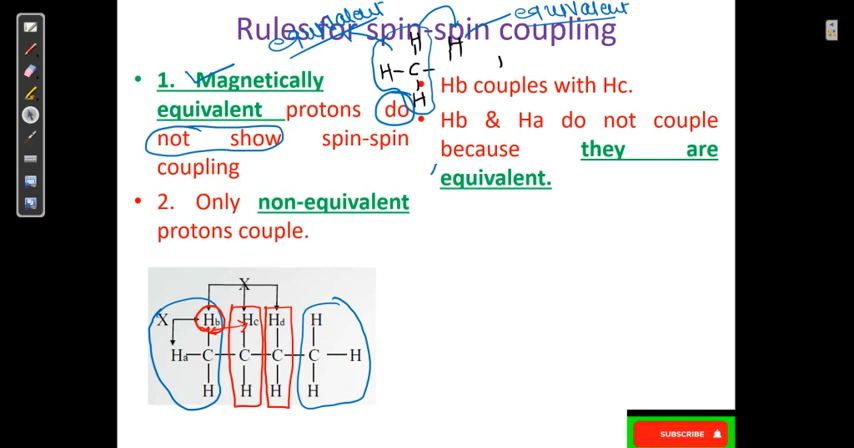 equivalent
equivalent
Rules for spin-spin coupling
H
H
H-C-
H
1. Magnetically
equivalent protons do
not show spin-spin
coupling
2. Only non-equivalent
protons couple.
Hb couples with Hc.
Hb & Ha do not couple
because they are
equivalent.
X
X Hb Hc Hd H
Ha-C-C-C-C-H
H H H H
SUBSCRIBE